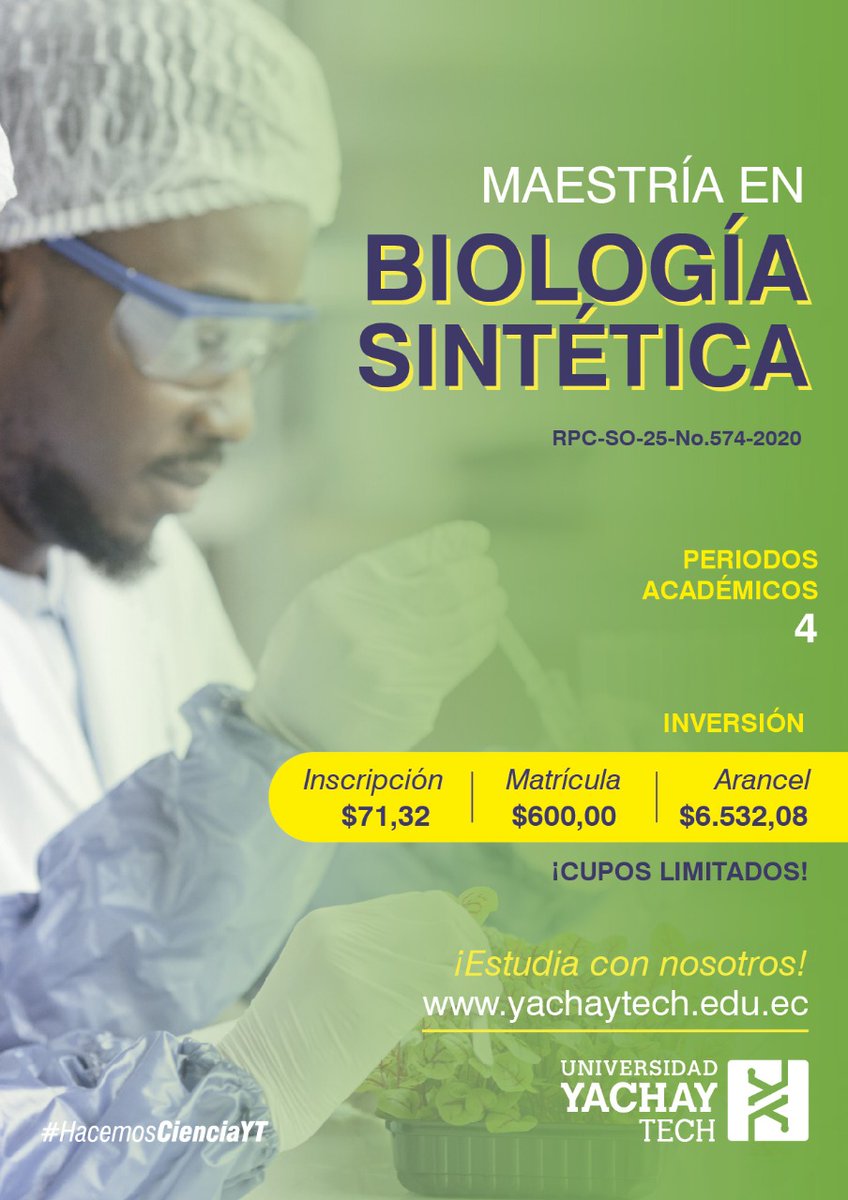 MAESTRÍA EN
BIOLOGÍA
SINTÉTICA
RPC-SO-25-No.574-2020
PERIODOS
ACADÉMICOS
4
INVERSIÓN
Inscripción Matrícula Arancel
$71,32 $600,00 $6.532,08
¡CUPOS LIMITADOS!
¡Estudia con nosotros!
www.yachaytech.edu.ec
UNIVERSIDAD
YACHAY
TECH
#HacemosCienciaYT